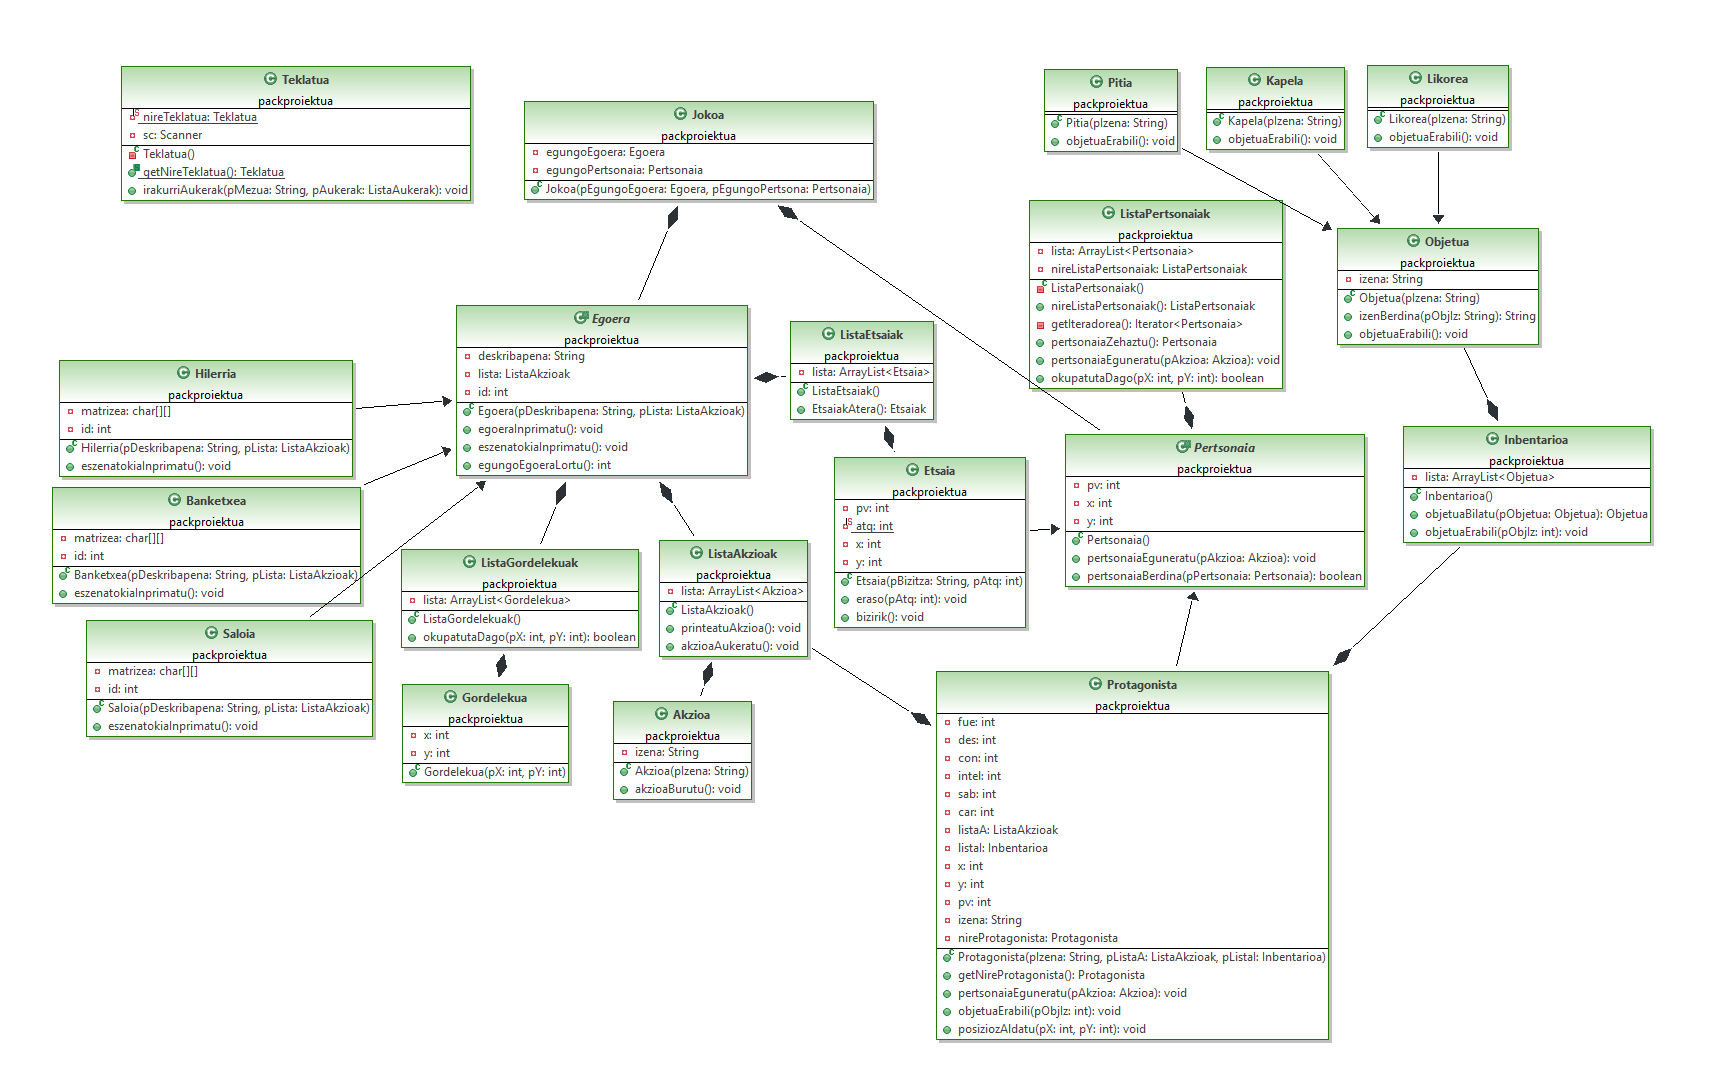 Teklatua
packproiektua
nireTeklatua: Teklatua
sc: Scanner
Teklatua()
getNireTeklatua(): Teklatua
irakurriAukerak(pMezua: String, pAukerak: ListaAukerak): void
Jokoa
packproiektua
egungoEgoera: Egoera
egungoPertsonaia: Pertsonaia
Jokoa(pEgungoEgoera: Egoera, pEgungoPertsona: Pertsonaia)
Pitia
packproiektua
Pitia(pIzena: String)
objetuaErabili(): void
Kapela
packproiektua
Kapela(pIzena: String)
objetuaErabili(): void
Likorea
packproiektua
Likorea(pIzena: String)
objetuaErabili(): void
ListaPertsonaiak
packproiektua
lista: ArrayList<Pertsonaia>
nireListaPertsonaiak: ListaPertsonaiak
ListaPertsonaiak()
nireListaPertsonaiak(): ListaPertsonaiak
getIteradorea(): Iterator<Pertsonaia>
pertsonaiaZehaztu(): Pertsonaia
pertsonaiaEguneratu(pAkzioa: Akzioa): void
okupatutaDago(pX: int, pY: int): boolean
Objetua
packproiektua
izena: String
Objetua(pIzena: String)
izenBerdina(pObjIz: String): String
objetuaErabili(): void
Egoera
packproiektua
deskribapena: String
lista: ListaAkzioak
id: int
Egoera(pDeskribapena: String, pLista: ListaAkzioak)
egoeraInprimatu(): void
eszenatokiaInprimatu(): void
egungoEgoeraLortu(): int
ListaEtsaiak
packproiektua
lista: ArrayList<Etsaia>
ListaEtsaiak()
EtsaiakAtera(): Etsaiak
Hilerria
packproiektua
matrizea: char[][]
id: int
Hilerria(pDeskribapena: String, pLista: ListaAkzioak)
eszenatokiaInprimatu(): void
Banketxea
packproiektua
matrizea: char[][]
id: int
Banketxea(pDeskribapena: String, pLista: ListaAkzioak)
eszenatokiaInprimatu(): void
Saloia
packproiektua
matrizea: char[][]
id: int
Saloia(pDeskribapena: String, pLista: ListaAkzioak)
eszenatokiaInprimatu(): void
Etsaia
packproiektua
pv: int
atq: int
x: int
y: int
Etsaia(pBizitza: String, pAtq: int)
eraso(pAtq: int): void
bizirik(): void
Pertsonaia
packproiektua
pv: int
x: int
y: int
Pertsonaia()
pertsonaiaEguneratu(pAkzioa: Akzioa): void
pertsonaiaBerdina(pPertsonaia: Pertsonaia): boolean
Inbentarioa
packproiektua
lista: ArrayList<Objetua>
Inbentarioa()
objetuaBilatu(pObjetua: Objetua): Objetua
objetuaErabili(pObjIz: int): void
ListaGordelekuak
packproiektua
lista: ArrayList<Gordelekua>
ListaGordelekuak()
okupatutaDago(pX: int, pY: int): boolean
ListaAkzioak
packproiektua
lista: ArrayList<Akzioa>
ListaAkzioak()
printeatuAkzioa(): void
akzioaAukeratu(): void
Gordelekua
packproiektua
x: int
y: int
Gordelekua(pX: int, pY: int)
Akzioa
packproiektua
izena: String
Akzioa(pIzena: String)
akzioaBurutu(): void
Protagonista
packproiektua
fue: int
des: int
con: int
intel: int
sab: int
car: int
listaA: ListaAkzioak
listaI: Inbentarioa
x: int
y: int
pv: int
izena: String
nireProtagonista: Protagonista
Protagonista(pIzena: String, pListaA: ListaAkzioak, pListaI: Inbentarioa)
getNireProtagonista(): Protagonista
pertsonaiaEguneratu(pAkzioa: Akzioa): void
objetuaErabili(pObjIz: int): void
posiziozAldatu(pX: int, pY: int): void